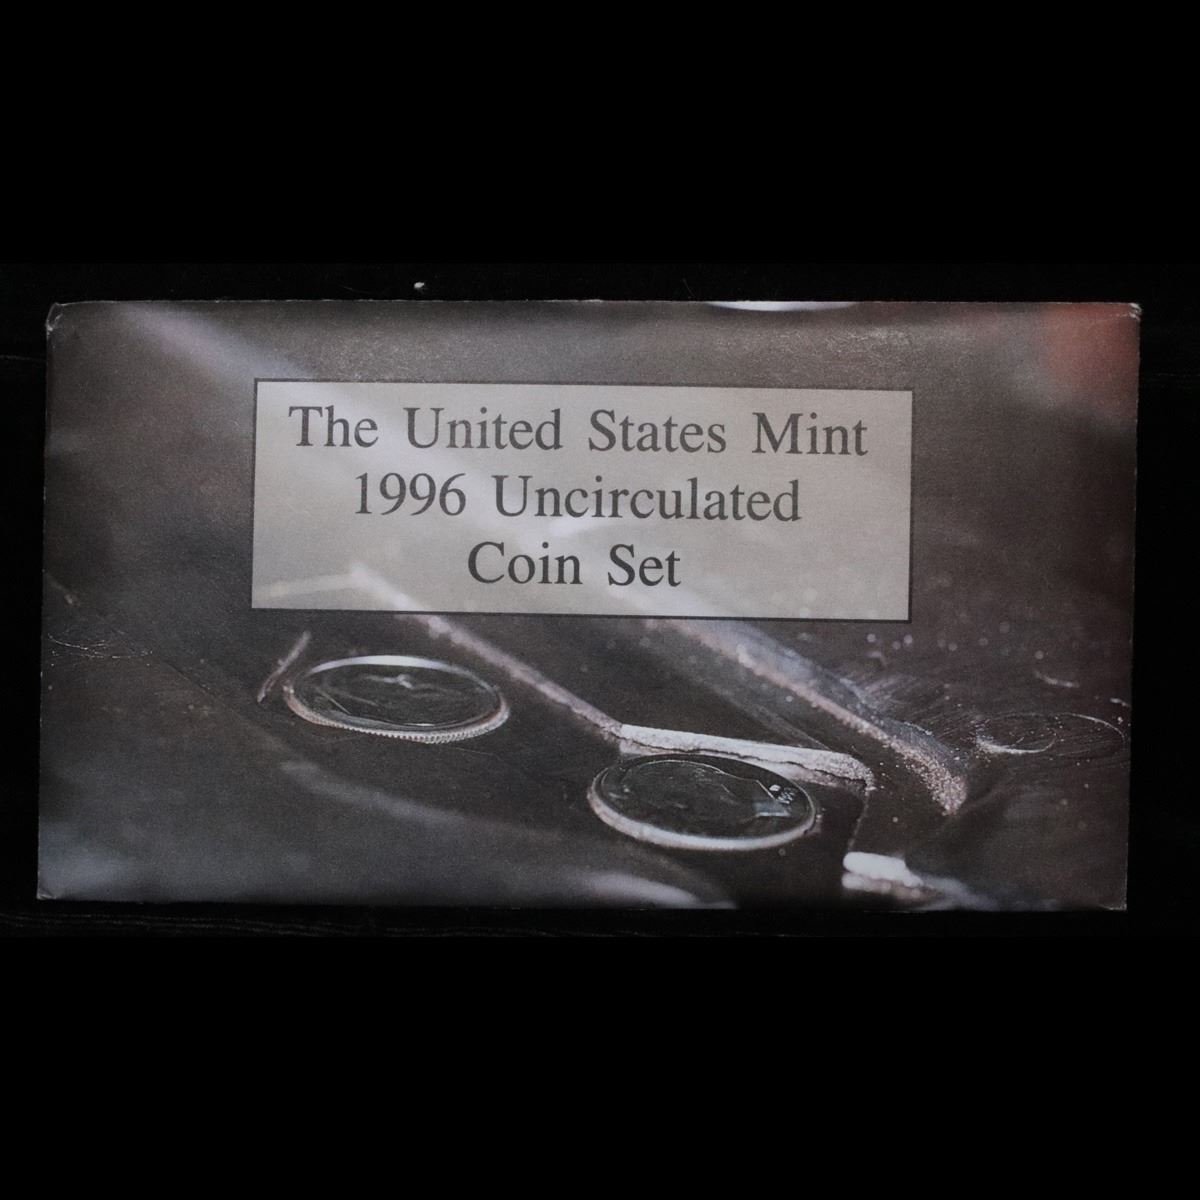 The United States Mint
1996 Uncirculated
Coin Set